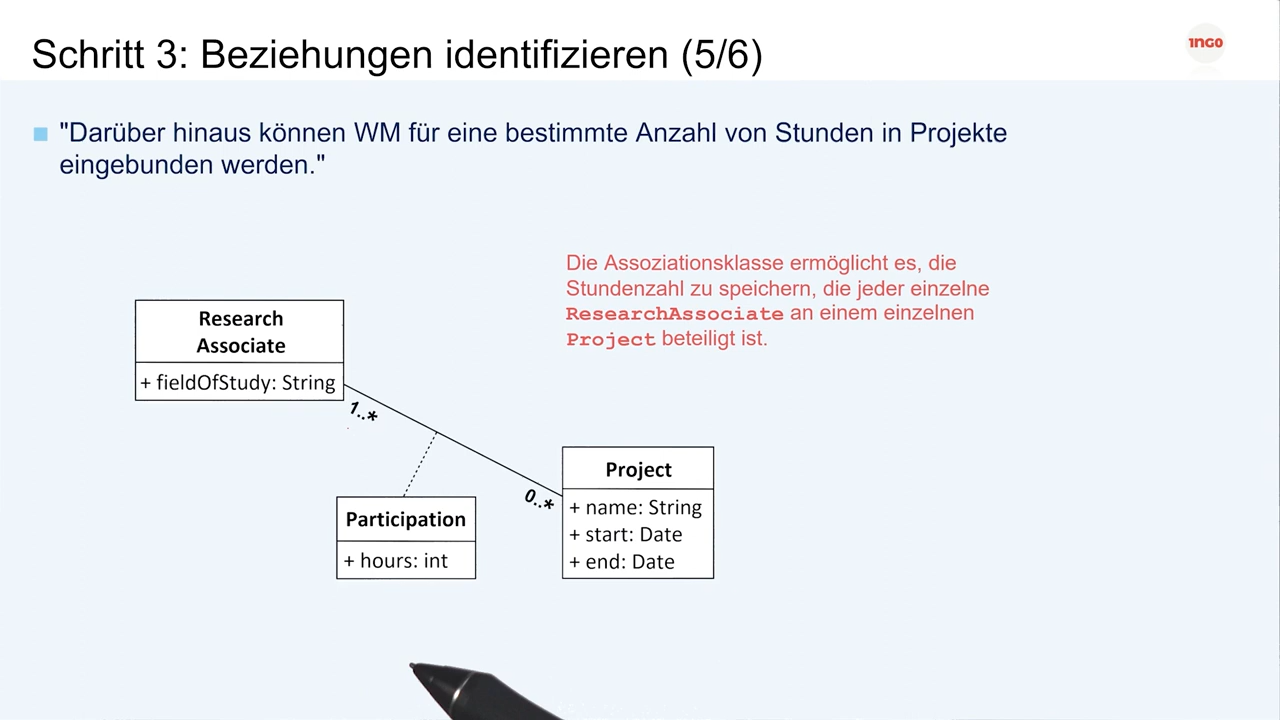 Schritt 3: Beziehungen identifizieren (5/6)
1NGO
"Darüber hinaus können WM für eine bestimmte Anzahl von Stunden in Projekte
eingebunden werden."
Die Assoziationsklasse ermöglicht es, die
Stundenzahl zu speichern, die jeder einzelne
ResearchAssociate an einem einzelnen
Project beteiligt ist.
Research
Associate
+ fieldOfStudy: String
1..*
0..*
Project
+ name: String
+ start: Date
+ end: Date
Participation
+ hours: int